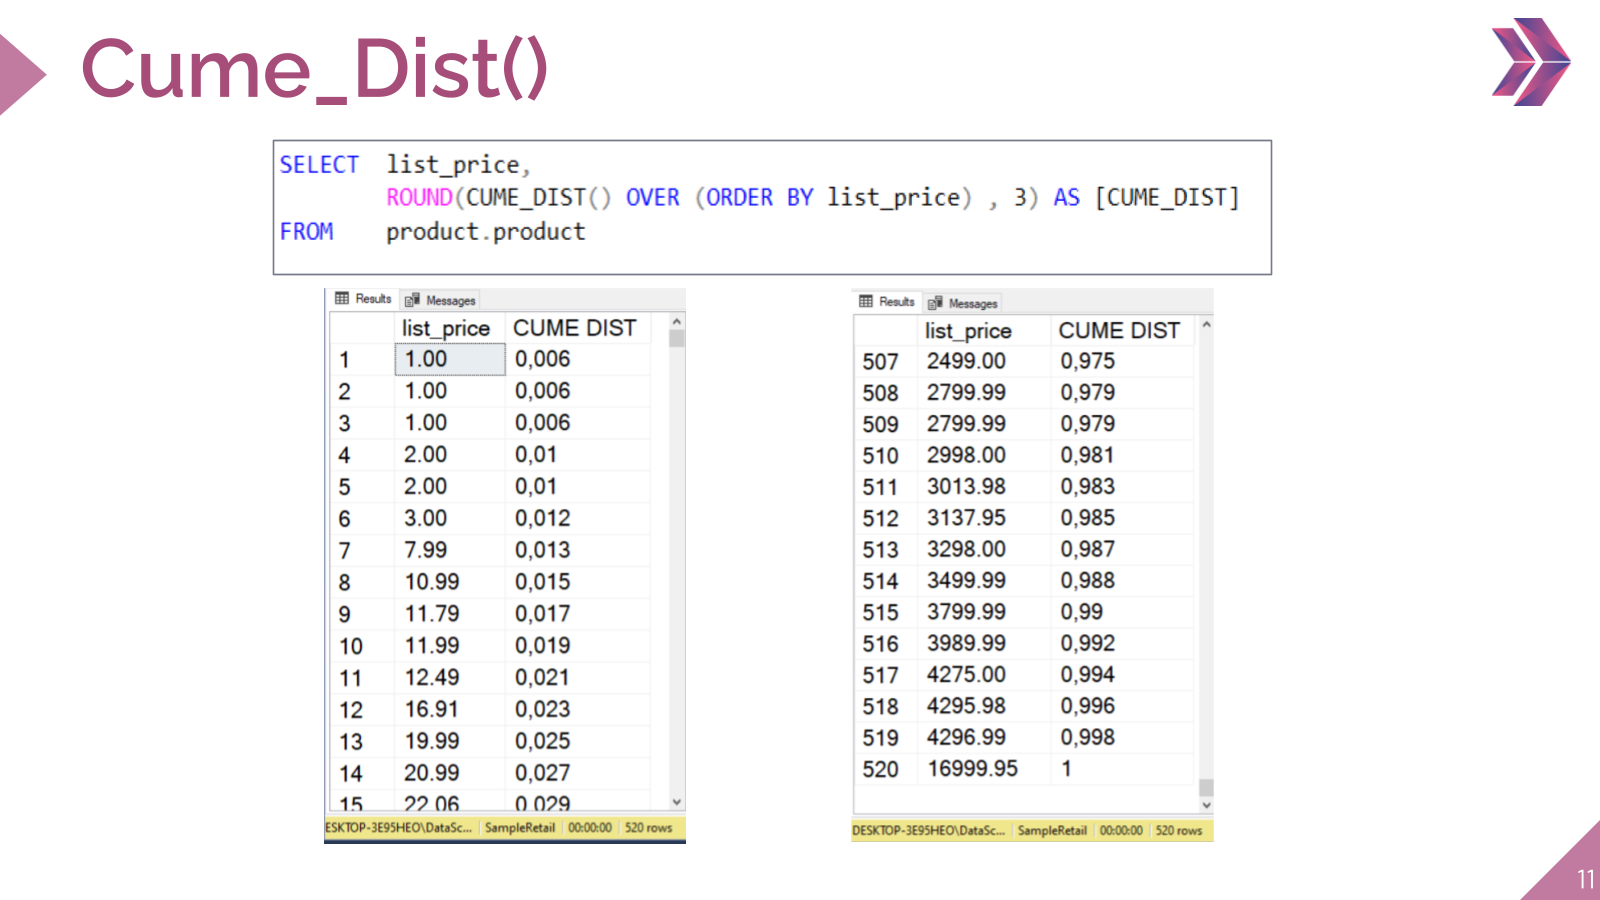 Cume_Dist()
SELECT list_price,
ROUND(CUME_DIST() OVER (ORDER BY list_price) , 3) AS [CUME_DIST]
FROM product.product
Results Messages
list_price CUME DIST
1 1.00 0,006
2 1.00 0,006
3 1.00 0,006
4 2.00 0,01
5 2.00 0,01
6 3.00 0,012
7 7.99 0,013
8 10.99 0,015
9 11.79 0,017
10 11.99 0,019
11 12.49 0,021
12 16.91 0,023
13 19.99 0,025
14 20.99 0,027
15 22.06 0,029
ESKTOP-3E95HEO\DataSc... SampleRetail 00:00:00 520 rows
Results Messages
list_price CUME DIST
507 2499.00 0,975
508 2799.99 0,979
509 2799.99 0,979
510 2998.00 0,981
511 3013.98 0,983
512 3137.95 0,985
513 3298.00 0,987
514 3499.99 0,988
515 3799.99 0,99
516 3989.99 0,992
517 4275.00 0,994
518 4295.98 0,996
519 4296.99 0,998
520 16999.95 1
DESKTOP-3E95HEO\DataSc... SampleRetail 00:00:00 520 rows
11